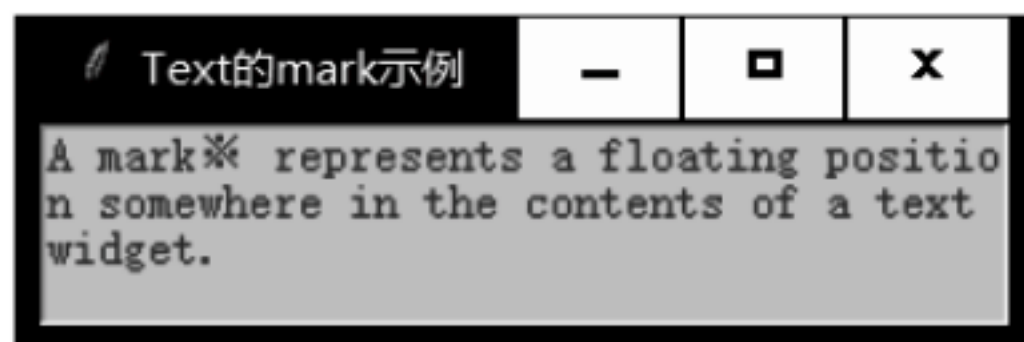 Text的mark示例
A mark※ represents a floating positio
n somewhere in the contents of a text
widget.